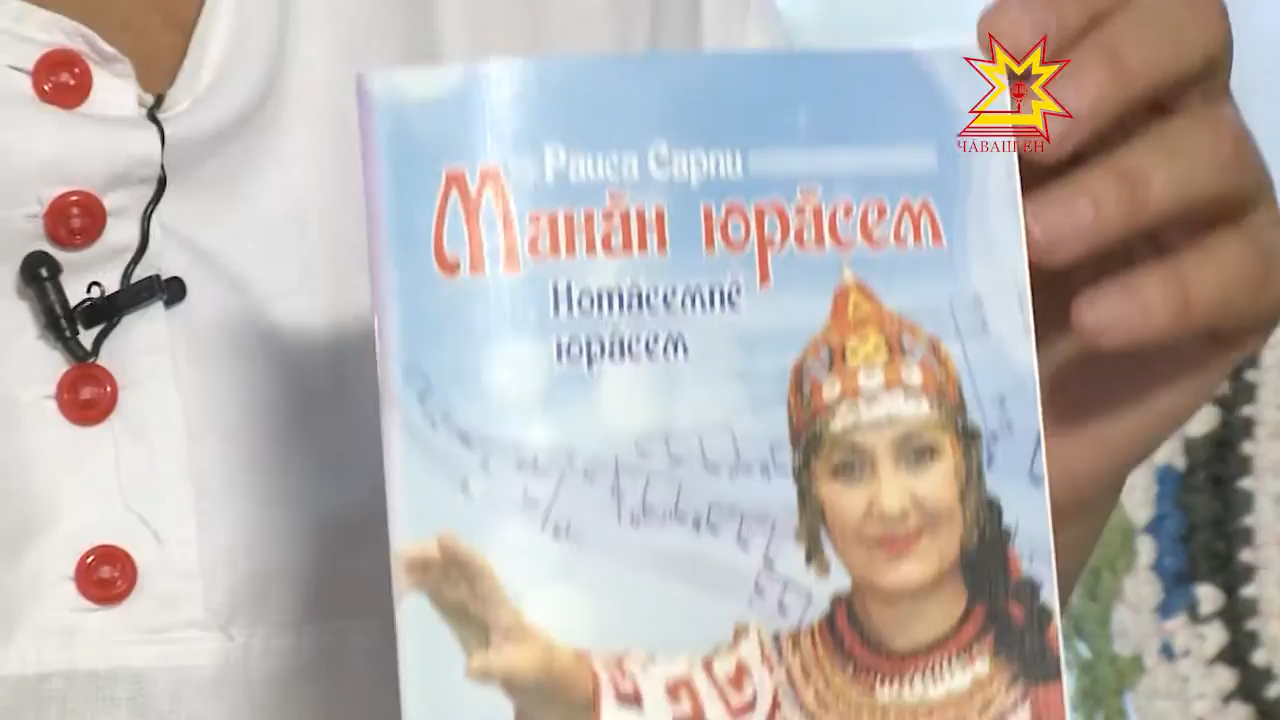 Раиса Сарпи
Манӑн юрӑсем
Нотӑсемпе
юрӑсем
ЧӐВАШ ЕН